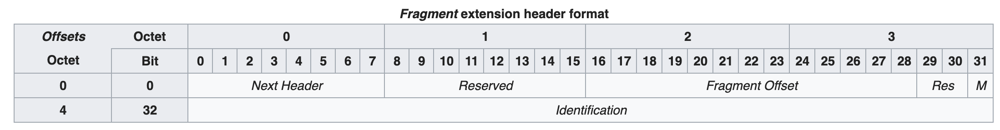 Fragment extension header format
Offsets Octet 0 1 2 3
Octet Bit 0 1 2 3 4 5 6 7 8 9 10 11 12 13 14 15 16 17 18 19 20 21 22 23 24 25 26 27 28 29 30 31
0 0 Next Header Reserved Fragment Offset Res M
4 32 Identification